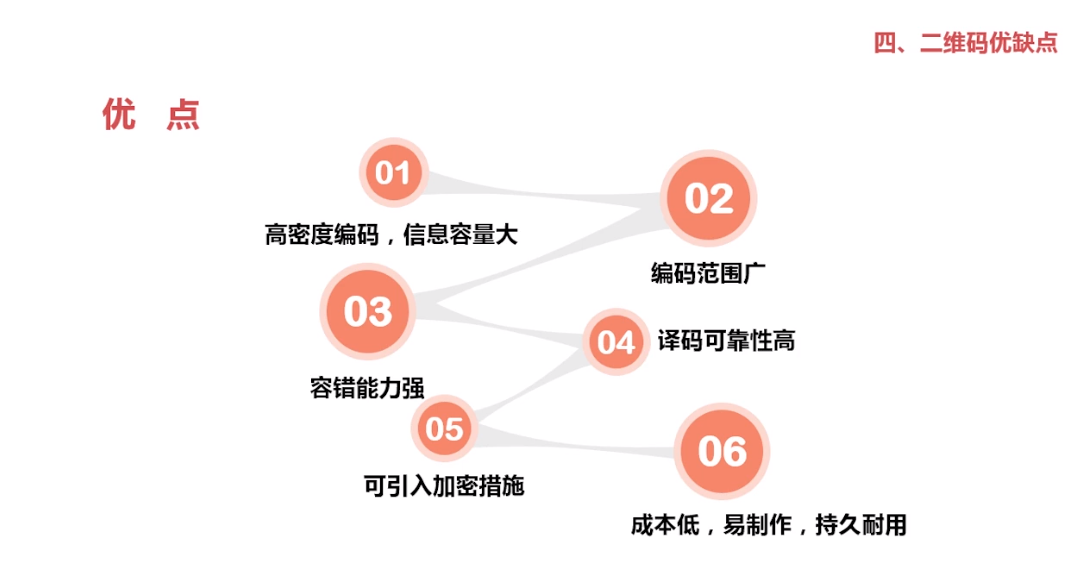 四、二维码优缺点
优 点
01
高密度编码，信息容量大
02
编码范围广
03
容错能力强
04
译码可靠性高
05
可引入加密措施
06
成本低，易制作，持久耐用